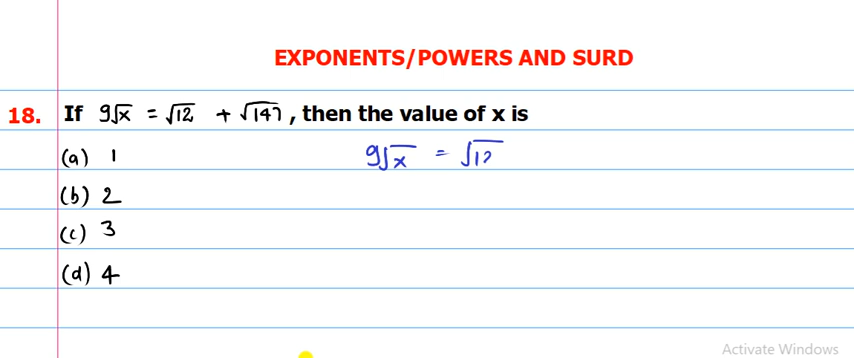 EXPONENTS/POWERS AND SURD
18. If 9√x = √12 + √147, then the value of x is
(a) 1
9√x = √12
(b) 2
(c) 3
(d) 4
Activate Windows